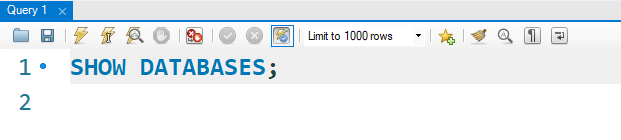 Query 1
Limit to 1000 rows
1 SHOW DATABASES;
2